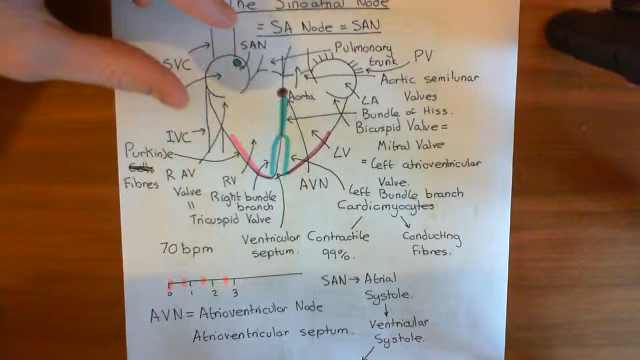 The Sinoatrial Node
= SA Node = SAN
SAN
Pulmonary
trunk
PV
SVC
Aortic semilunar
Valves
Aorta
LA
Bundle of Hiss.
Bicuspid Valve =
Mitral Valve
= Left atrioventricular
Valve.
IVC
Purkinje
Fibres
R AV
Valve
=
Tricuspid Valve
RV
Right bundle
branch
LV
AVN
Left Bundle branch
Cardiomyocytes
Contractile
99%.
Conducting
Fibres.
70 bpm
Ventricular
septum.
0 1 2 3
SAN → Atrial
Systole.
Ventricular
Systole.
AVN = Atrioventricular Node
Atrioventricular septum.